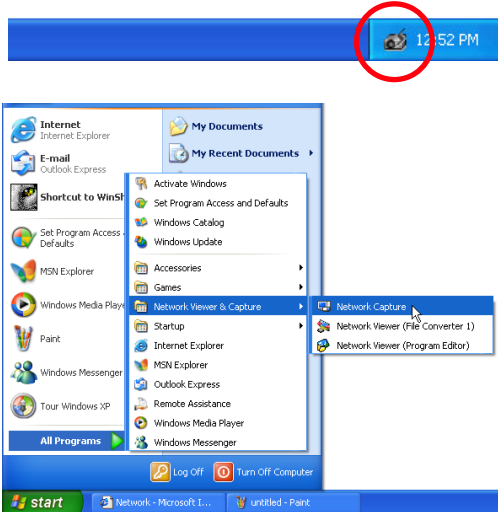 12:52 PM
Internet
Internet Explorer
E-mail
Outlook Express
Shortcut to WinSh
Set Program Access
Defaults
MSN Explorer
Windows Media Playe
Paint
Windows Messenger
Tour Windows XP
All Programs
My Documents
My Recent Documents
Activate Windows
Set Program Access and Defaults
Windows Catalog
Windows Update
Accessories
Games
Network Viewer & Capture
Startup
Internet Explorer
MSN Explorer
Outlook Express
Remote Assistance
Windows Media Player
Windows Messenger
Network Capture
Network Viewer (File Converter 1)
Network Viewer (Program Editor)
Log Off
Turn Off Computer
start
Network - Microsoft I...
untitled - Paint